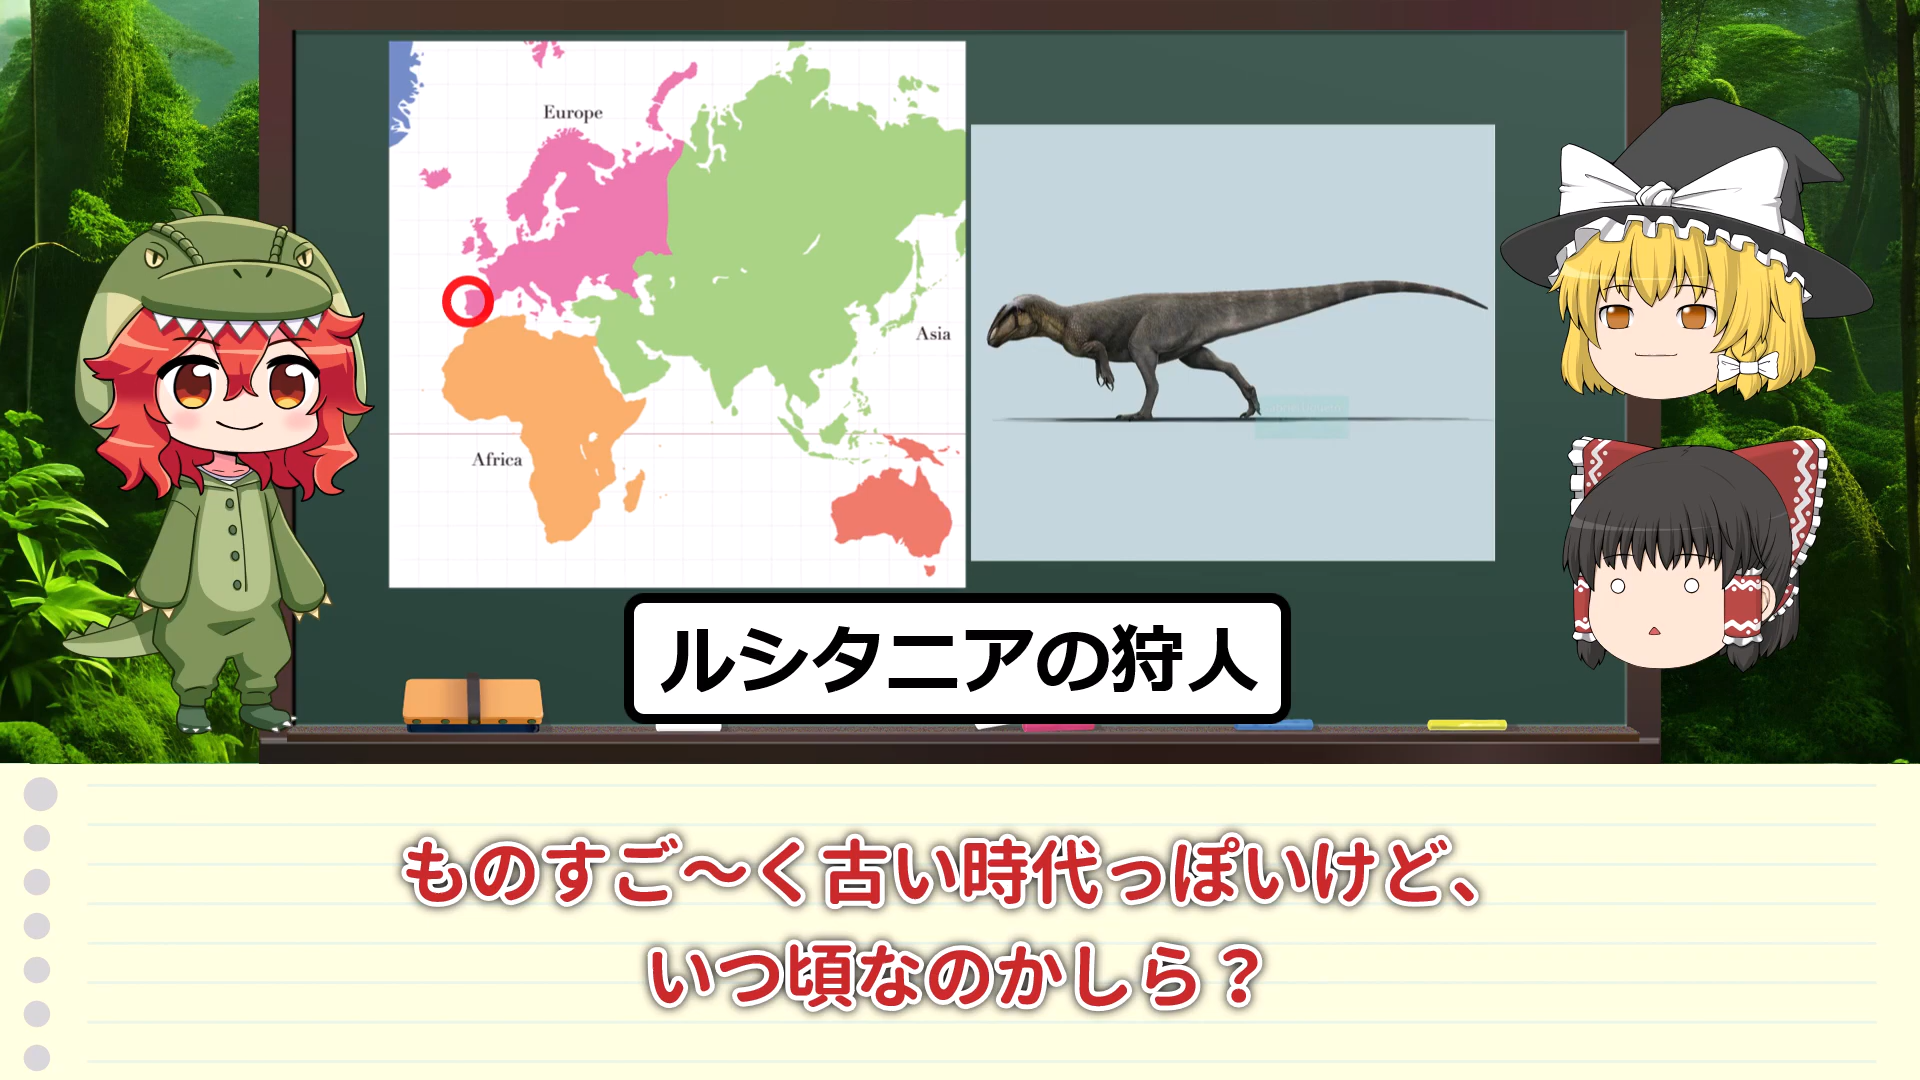 Europe
Asia
Africa
ルシタニアの狩人
ものすご～く古い時代っぽいけど、
いつ頃なのかしら？